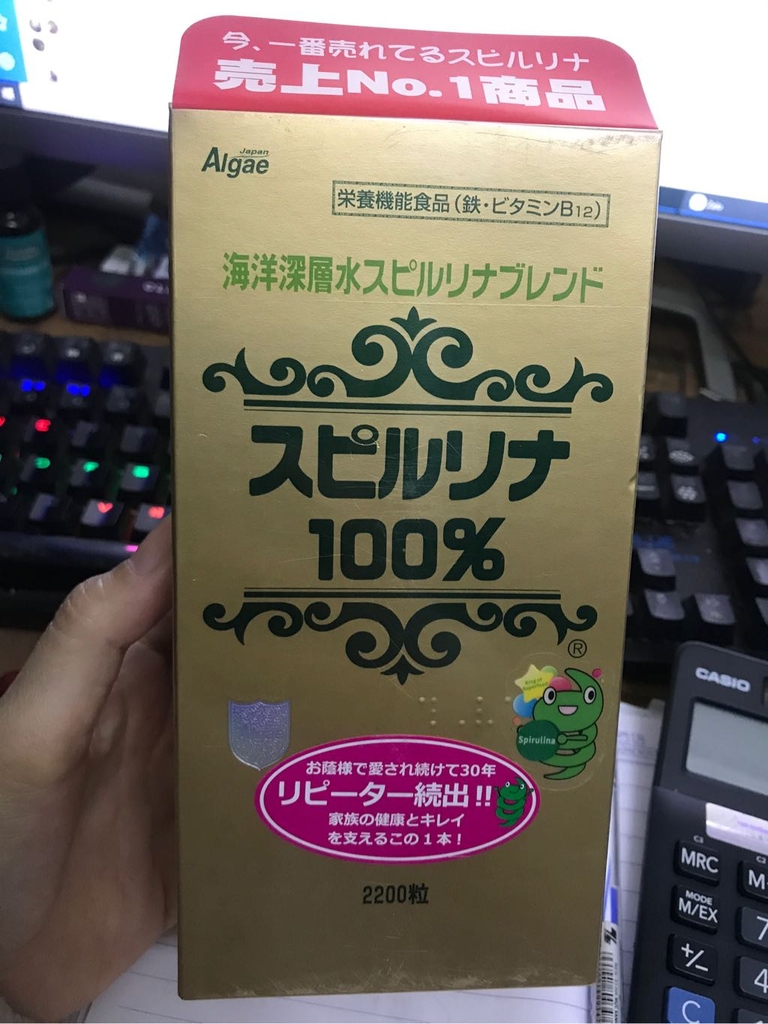 今、一番売れてるスピルリナ
売上No.1商品
Japan
Algae
栄養機能食品(鉄・ビタミンB12)
海洋深層水スピルリナブレンド
スピルリナ
100%
®
Spirulina
お蔭様で愛され続けて30年
リピーター続出!!
家族の健康とキレイ
を支えるこの1本!
2200粒
CASIO
MRC
MODE
M/EX
7
+/−
4
C